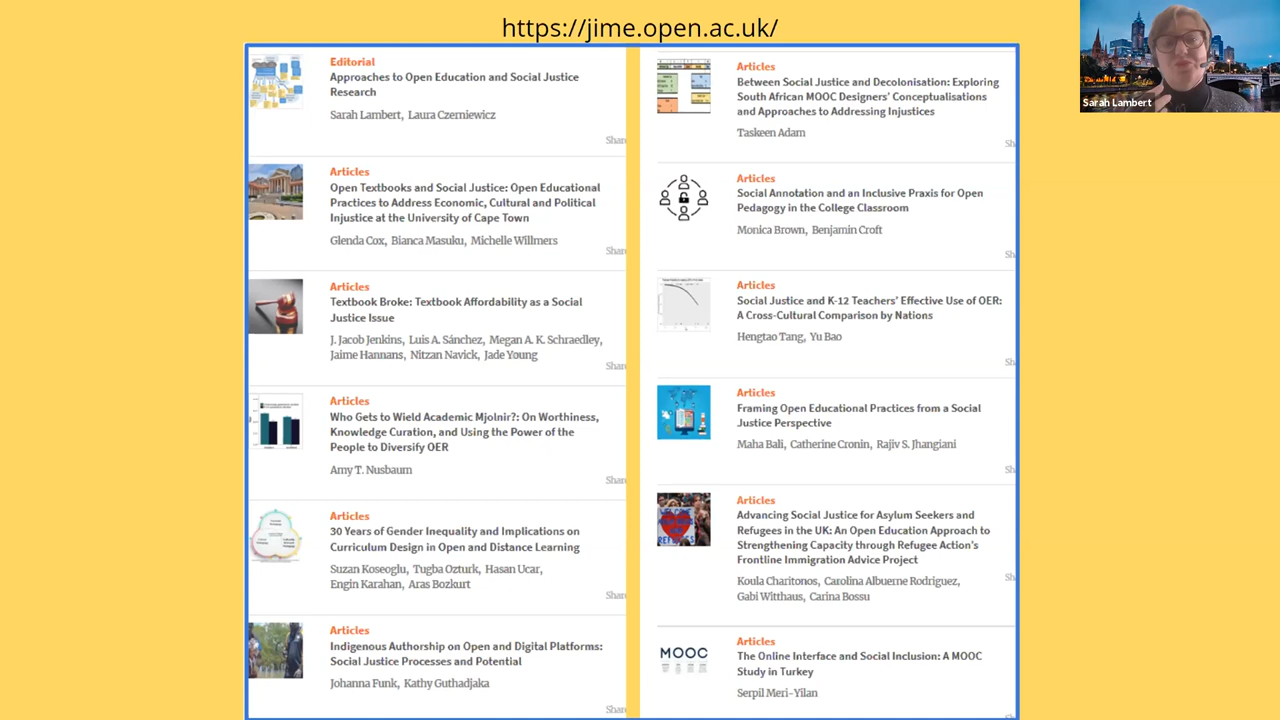 https://jime.open.ac.uk/
Sarah Lambert
Editorial
Approaches to Open Education and Social Justice
Research
Sarah Lambert, Laura Czerniewicz
Share
Articles
Open Textbooks and Social Justice: Open Educational
Practices to Address Economic, Cultural and Political
Injustice at the University of Cape Town
Glenda Cox, Bianca Masuku, Michelle Willmers
Share
Articles
Textbook Broke: Textbook Affordability as a Social
Justice Issue
J. Jacob Jenkins, Luis A. Sánchez, Megan A. K. Schraedley,
Jaime Hannans, Nitzan Navick, Jade Young
Share
Articles
Who Gets to Wield Academic Mjolnir?: On Worthiness,
Knowledge Curation, and Using the Power of the
People to Diversify OER
Amy T. Nusbaum
Share
Articles
30 Years of Gender Inequality and Implications on
Curriculum Design in Open and Distance Learning
Suzan Koseoglu, Tugba Ozturk, Hasan Ucar,
Engin Karahan, Aras Bozkurt
Share
Articles
Indigenous Authorship on Open and Digital Platforms:
Social Justice Processes and Potential
Johanna Funk, Kathy Guthadjaka
Share
Articles
Between Social Justice and Decolonisation: Exploring
South African MOOC Designers' Conceptualisations
and Approaches to Addressing Injustices
Taskeen Adam
Sh
Articles
Social Annotation and an Inclusive Praxis for Open
Pedagogy in the College Classroom
Monica Brown, Benjamin Croft
Sh
Articles
Social Justice and K-12 Teachers' Effective Use of OER:
A Cross-Cultural Comparison by Nations
Hengtao Tang, Yu Bao
Sh
Articles
Framing Open Educational Practices from a Social
Justice Perspective
Maha Bali, Catherine Cronin, Rajiv S. Jhangiani
Sh
Articles
Advancing Social Justice for Asylum Seekers and
Refugees in the UK: An Open Education Approach to
Strengthening Capacity through Refugee Action's
Frontline Immigration Advice Project
Koula Charitonos, Carolina Albuerne Rodriguez,
Gabi Witthaus, Carina Bossu
Sh
MOOC
Articles
The Online Interface and Social Inclusion: A MOOC
Study in Turkey
Serpil Meri-Yilan
Sh